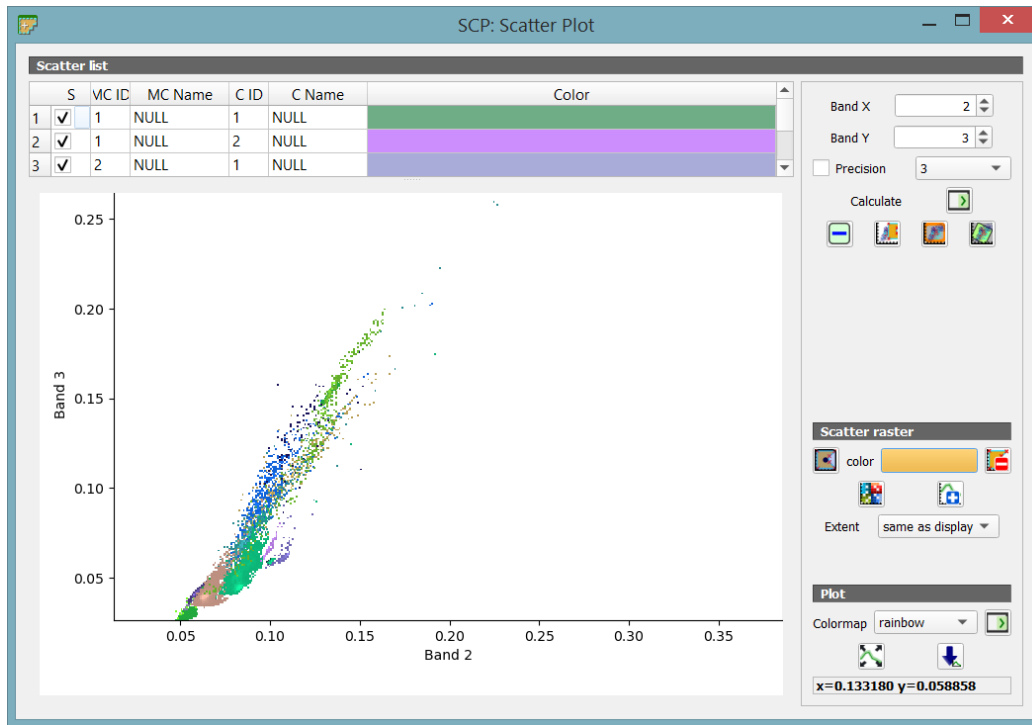 SCP: Scatter Plot
Scatter list
S MC ID MC Name C ID C Name Color
1 1 NULL 1 NULL
2 1 NULL 2 NULL
3 2 NULL 1 NULL
Band X 2
Band Y 3
Precision 3
Calculate
0.25
0.20
0.15
0.10
0.05
Band 3
0.05 0.10 0.15 0.20 0.25 0.30 0.35
Band 2
Scatter raster
color
Extent same as display
Plot
Colormap rainbow
x=0.133180 y=0.058858